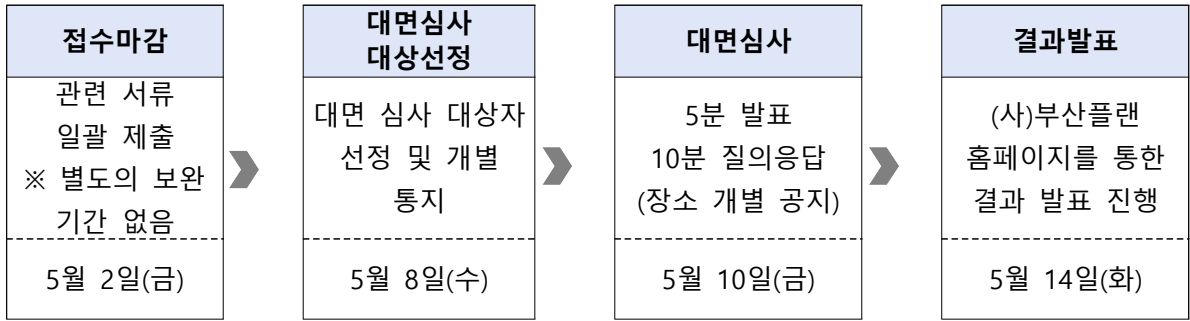 접수마감
관련 서류
일괄 제출
※ 별도의 보완
기간 없음
5월 2일(금)
대면심사
대상선정
대면 심사 대상자
선정 및 개별
통지
5월 8일(수)
대면심사
5분 발표
10분 질의응답
(장소 개별 공지)
5월 10일(금)
결과발표
(사)부산플랜
홈페이지를 통한
결과 발표 진행
5월 14일(화)